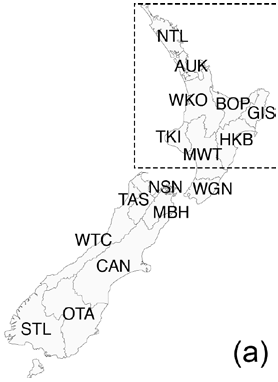 NTL
AUK
WKO
BOP
GIS
TKI
HKB
MWT
NSN
WGN
TAS
MBH
WTC
CAN
OTA
STL
(a)